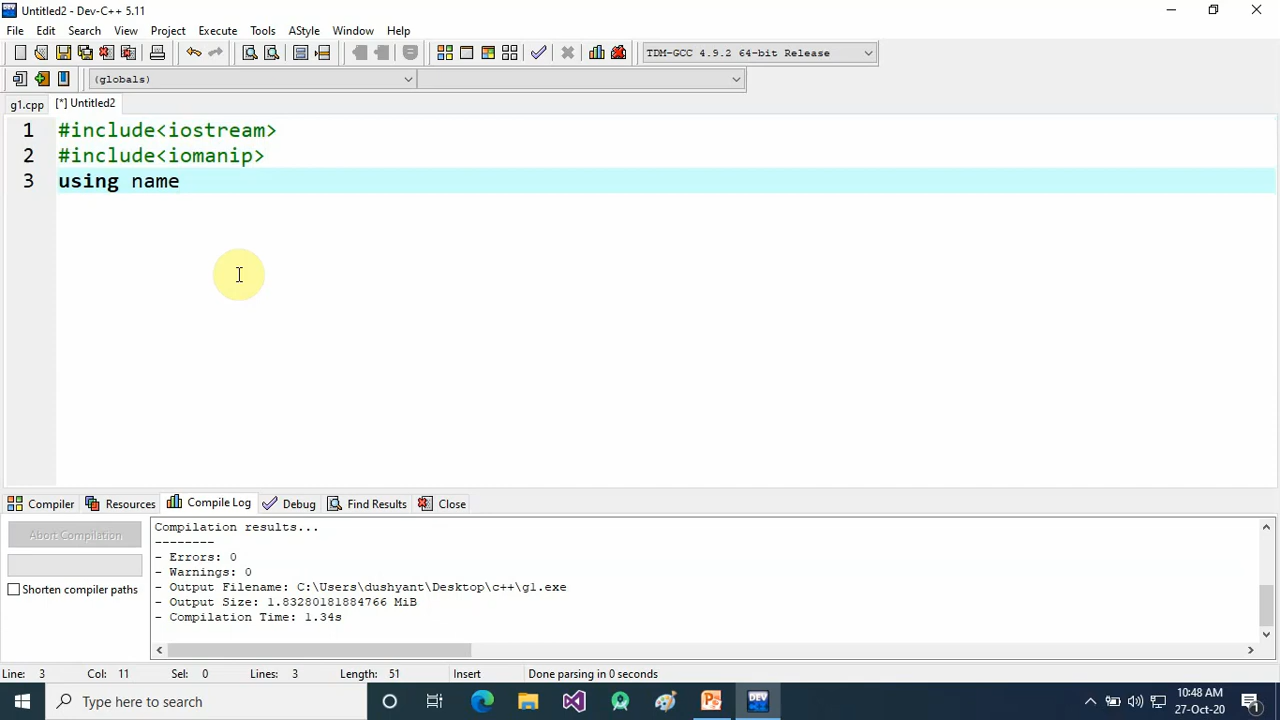 Untitled2 - Dev-C++ 5.11
File Edit Search View Project Execute Tools AStyle Window Help
TDM-GCC 4.9.2 64-bit Release
(globals)
g1.cpp [*] Untitled2
1 #include<iostream>
2 #include<iomanip>
3 using name
Compiler Resources Compile Log Debug Find Results Close
Abort Compilation
Shorten compiler paths
Compilation results...
--------
- Errors: 0
- Warnings: 0
- Output Filename: C:\Users\dushyant\Desktop\c++\g1.exe
- Output Size: 1.83280181884766 MiB
- Compilation Time: 1.34s
Line: 3 Col: 11 Sel: 0 Lines: 3 Length: 51 Insert Done parsing in 0 seconds
Type here to search
DEV
10:48 AM
27-Oct-20
1